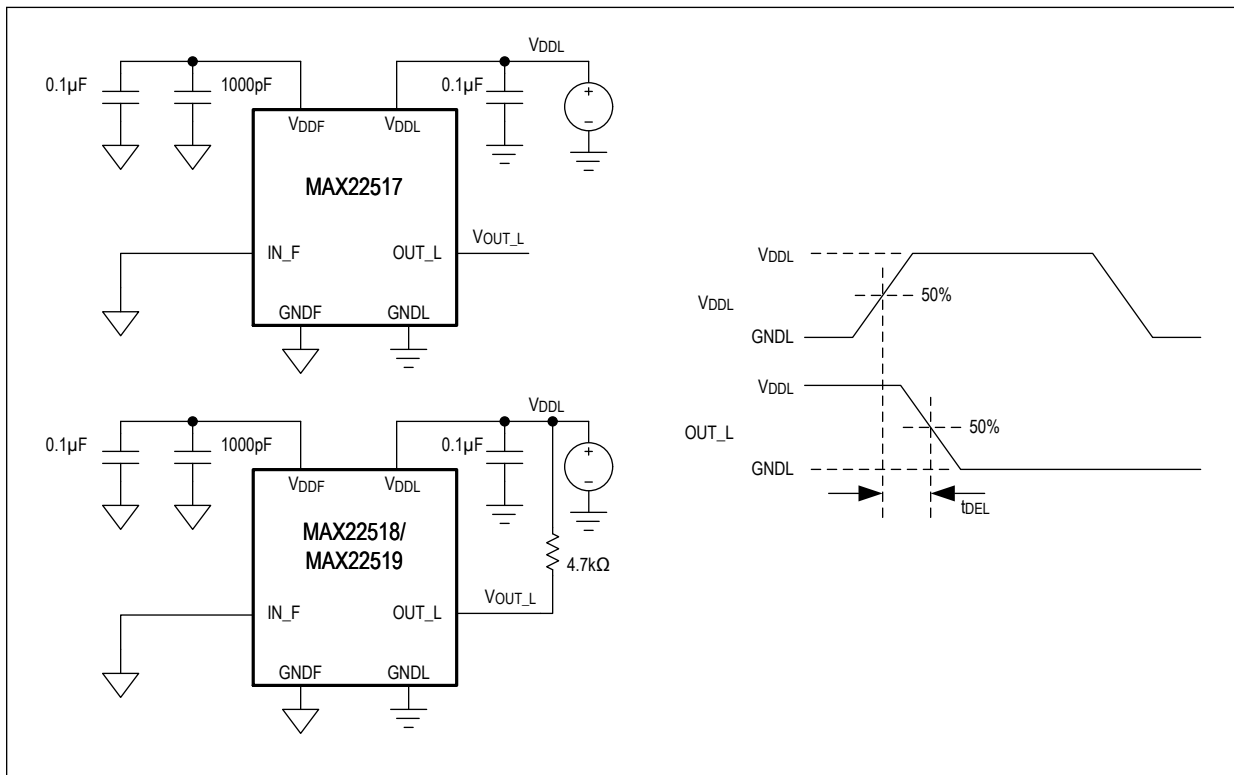 VDDL
0.1µF
1000pF
0.1µF
+
–
VDDF
VDDL
MAX22517
IN_F
OUT_L
VOUT_L
GNDF
GNDL
VDDL
0.1µF
1000pF
0.1µF
+
–
VDDF
VDDL
MAX22518/
MAX22519
4.7kΩ
VOUT_L
IN_F
OUT_L
GNDF
GNDL
VDDL
VDDL
50%
GNDL
VDDL
OUT_L
50%
GNDL
tDEL